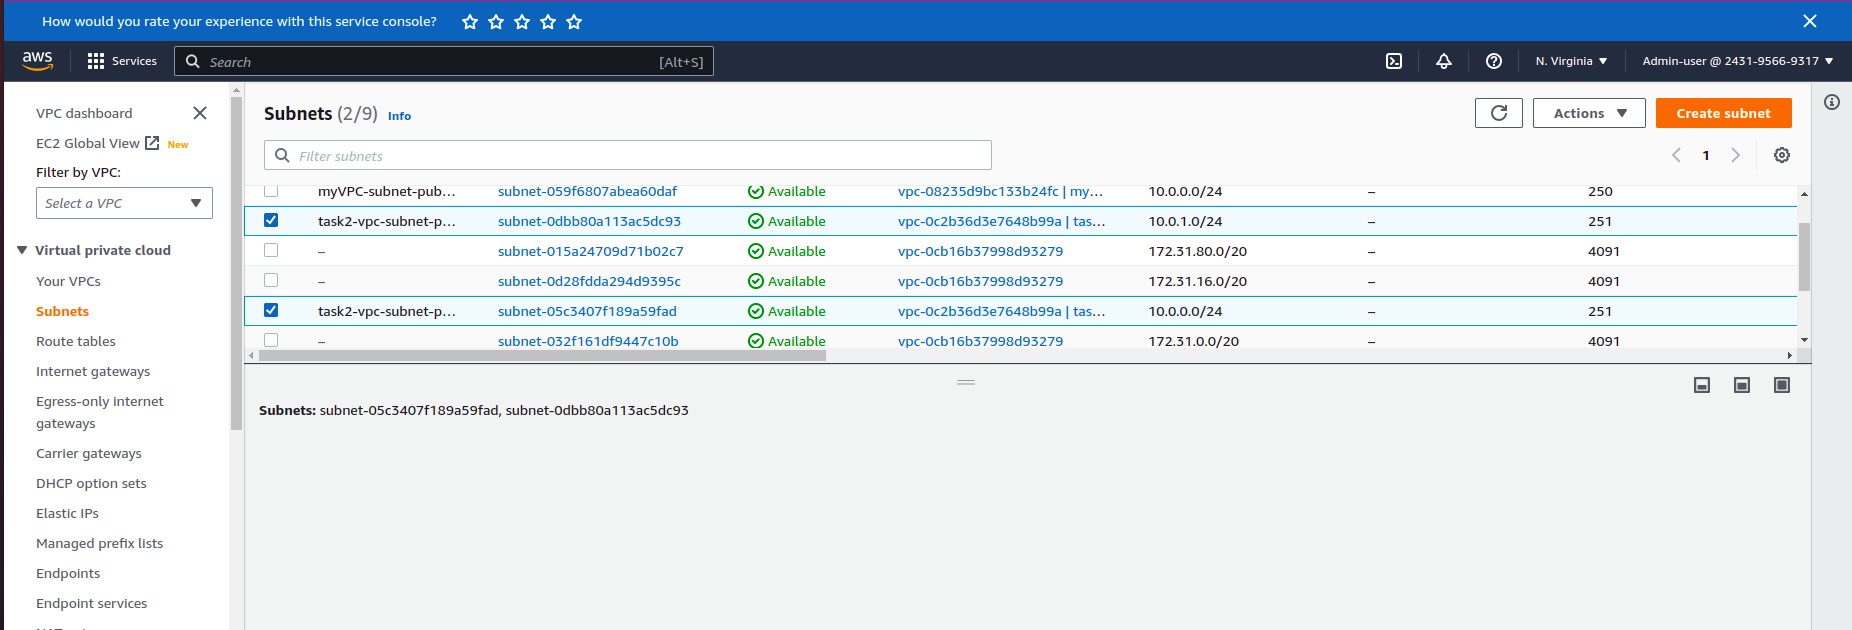 How would you rate your experience with this service console?
aws Services Search [Alt+S] N. Virginia Admin-user @ 2431-9566-9317
VPC dashboard
EC2 Global View New
Filter by VPC:
Select a VPC
Virtual private cloud
Your VPCs
Subnets
Route tables
Internet gateways
Egress-only internet
gateways
Carrier gateways
DHCP option sets
Elastic IPs
Managed prefix lists
Endpoints
Endpoint services
Subnets (2/9) Info
Actions
Create subnet
Filter subnets
1
myVPC-subnet-pub... subnet-059f6807abea60daf Available vpc-08235d9bc133b24fc | my... 10.0.0.0/24 – 250
task2-vpc-subnet-p... subnet-0dbb80a113ac5dc93 Available vpc-0c2b36d3e7648b99a | tas... 10.0.1.0/24 – 251
– subnet-015a24709d71b02c7 Available vpc-0cb16b37998d93279 172.31.80.0/20 – 4091
– subnet-0d28fdda294d9395c Available vpc-0cb16b37998d93279 172.31.16.0/20 – 4091
task2-vpc-subnet-p... subnet-05c3407f189a59fad Available vpc-0c2b36d3e7648b99a | tas... 10.0.0.0/24 – 251
– subnet-032f161df9447c10b Available vpc-0cb16b37998d93279 172.31.0.0/20 – 4091
Subnets: subnet-05c3407f189a59fad, subnet-0dbb80a113ac5dc93